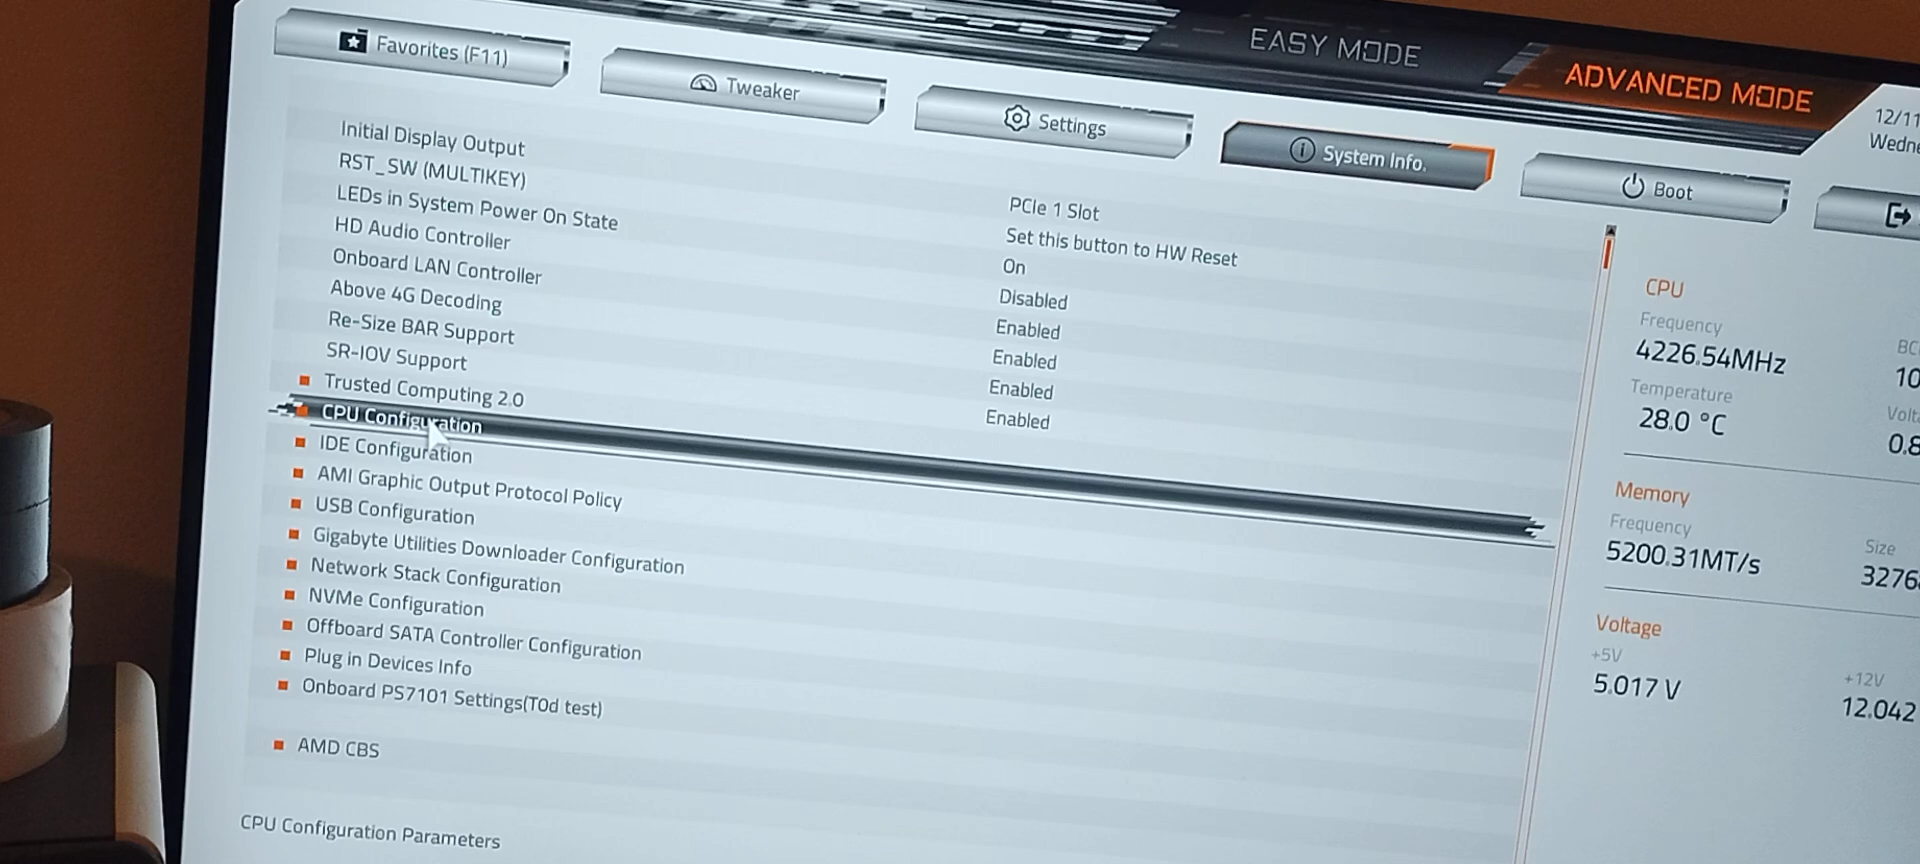 EASY MODE
ADVANCED MODE
Favorites (F11)
Tweaker
Settings
System Info.
Boot
12/11
Initial Display Output
PCIe 1 Slot
RST_SW (MULTIKEY)
Set this button to HW Reset
LEDs in System Power On State
On
HD Audio Controller
Disabled
Onboard LAN Controller
Enabled
Above 4G Decoding
Enabled
Re-Size BAR Support
Enabled
SR-IOV Support
Enabled
Trusted Computing 2.0
CPU Configuration
IDE Configuration
AMI Graphic Output Protocol Policy
USB Configuration
Gigabyte Utilities Downloader Configuration
Network Stack Configuration
NVMe Configuration
Offboard SATA Controller Configuration
Plug in Devices Info
Onboard PS7101 Settings(T0d test)
AMD CBS
CPU Configuration Parameters
CPU
Frequency
4226.54MHz
Temperature
28.0 °C
Memory
Frequency
Size
5200.31MT/s
Voltage
+5V
+12V
5.017 V
12.042